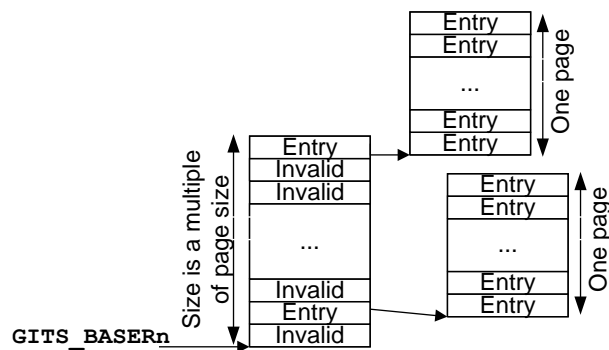 Entry
Entry
...
Entry
Entry
One page
Size is a multiple
of page size
Entry
Invalid
Invalid
...
Invalid
Entry
Invalid
Entry
Entry
...
Entry
Entry
One page
GITS_BASERn